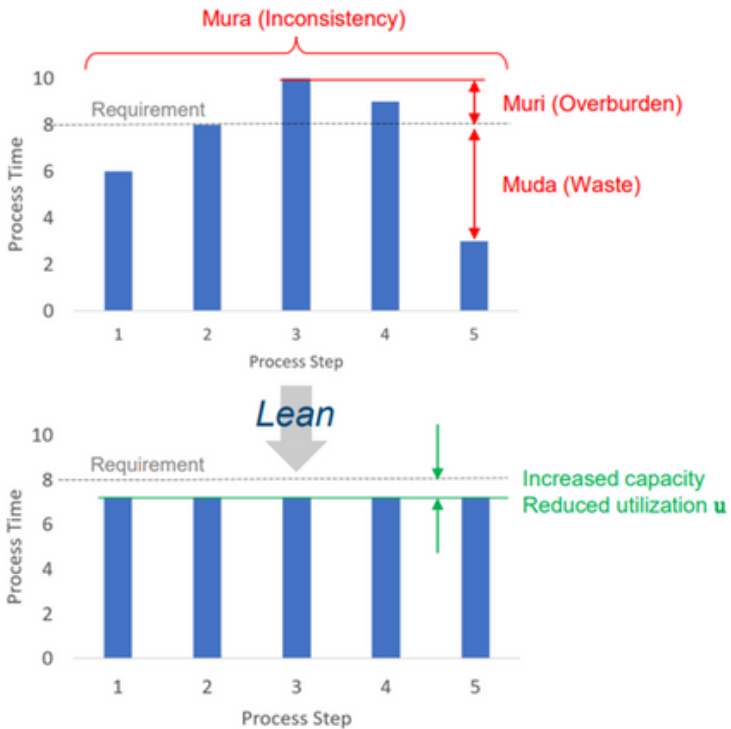 Mura (Inconsistency)
10
Requirement
Muri (Overburden)
8
6
Muda (Waste)
4
2
0
Process Time
1 2 3 4 5
Process Step
Lean
10
Requirement
8
Increased capacity
Reduced utilization u
6
4
2
0
Process Time
1 2 3 4 5
Process Step